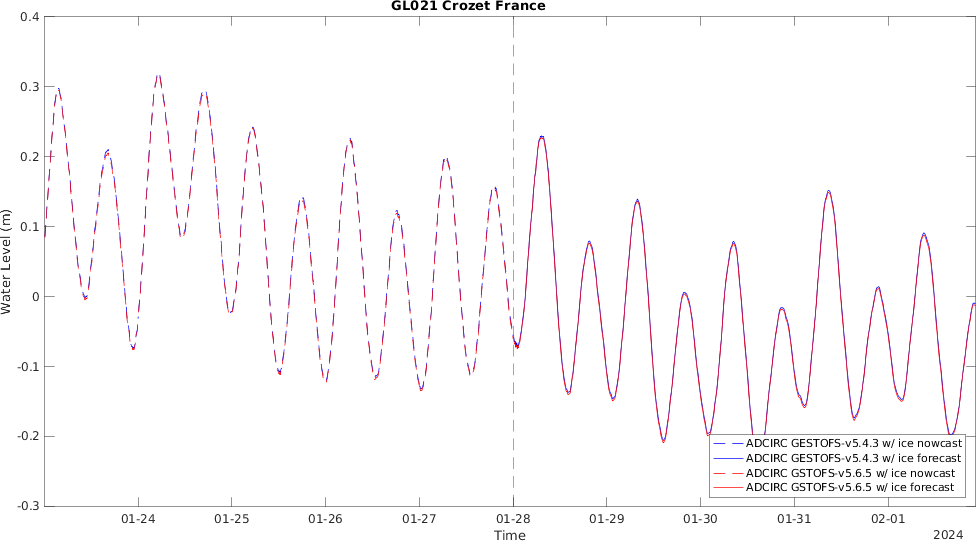 GL021 Crozet France
Water Level (m)
0.4
0.3
0.2
0.1
0
-0.1
-0.2
-0.3
01-24
01-25
01-26
01-27
01-28
01-29
01-30
01-31
02-01
Time
2024
ADCIRC GESTOFS-v5.4.3 w/ ice nowcast
ADCIRC GESTOFS-v5.4.3 w/ ice forecast
ADCIRC GSTOFS-v5.6.5 w/ ice nowcast
ADCIRC GSTOFS-v5.6.5 w/ ice forecast